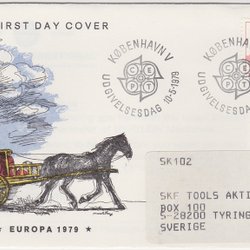 FIRST DAY COVER
KØBENHAVN V
CEPT
UDGIVELSESDAG 10-5-1979
KØBENHAVN
CEPT
UDGIVELSESDAG
SK102
SKF TOOLS AKTI
BOX 100
S-28200 TYRING
SVERIGE
* EUROPA 1979 *